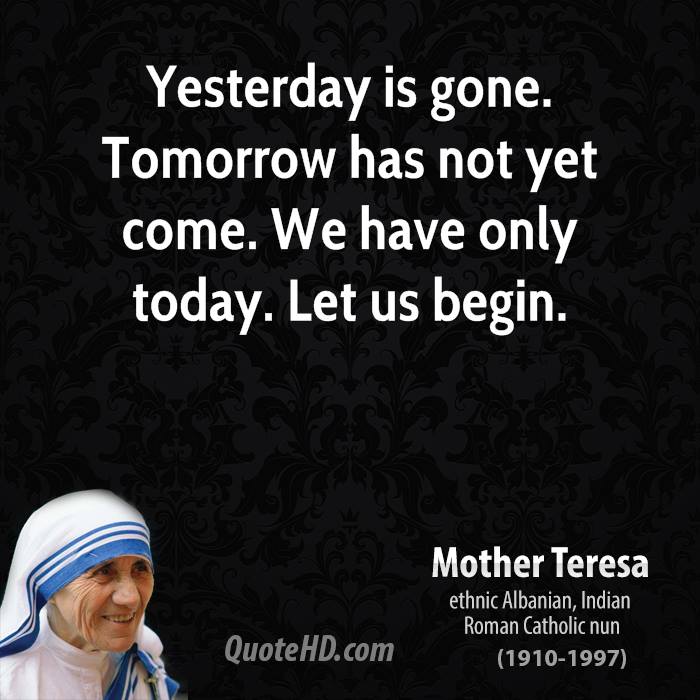 Yesterday is gone.
Tomorrow has not yet
come. We have only
today. Let us begin.
Mother Teresa
ethnic Albanian, Indian
Roman Catholic nun
(1910-1997)
QuoteHD.com